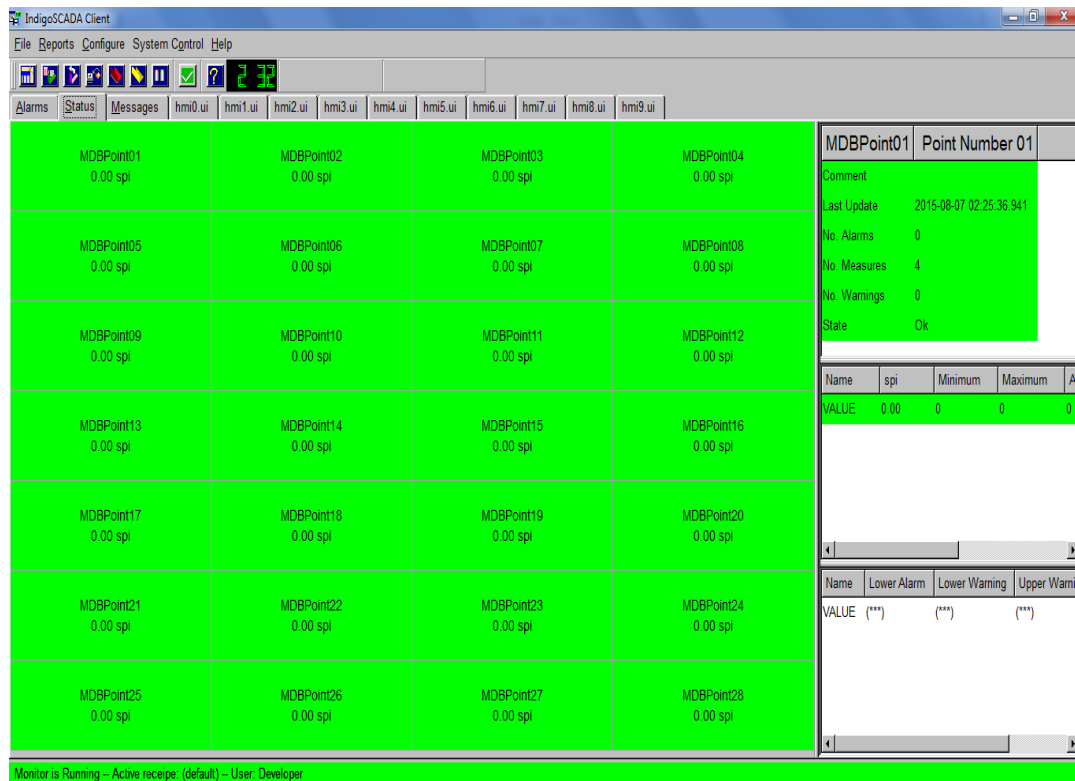 IndigoSCADA Client
File Reports Configure System Control Help
2 32
Alarms Status Messages hmi0.ui hmi1.ui hmi2.ui hmi3.ui hmi4.ui hmi5.ui hmi6.ui hmi7.ui hmi8.ui hmi9.ui
MDBPoint01 MDBPoint02 MDBPoint03 MDBPoint04
0.00 spi 0.00 spi 0.00 spi 0.00 spi
MDBPoint05 MDBPoint06 MDBPoint07 MDBPoint08
0.00 spi 0.00 spi 0.00 spi 0.00 spi
MDBPoint09 MDBPoint10 MDBPoint11 MDBPoint12
0.00 spi 0.00 spi 0.00 spi 0.00 spi
MDBPoint13 MDBPoint14 MDBPoint15 MDBPoint16
0.00 spi 0.00 spi 0.00 spi 0.00 spi
MDBPoint17 MDBPoint18 MDBPoint19 MDBPoint20
0.00 spi 0.00 spi 0.00 spi 0.00 spi
MDBPoint21 MDBPoint22 MDBPoint23 MDBPoint24
0.00 spi 0.00 spi 0.00 spi 0.00 spi
MDBPoint25 MDBPoint26 MDBPoint27 MDBPoint28
0.00 spi 0.00 spi 0.00 spi 0.00 spi
MDBPoint01 Point Number 01
Comment
Last Update 2015-08-07 02:25:36.941
No. Alarms 0
No. Measures 4
No. Warnings 0
State Ok
Name spi Minimum Maximum A
VALUE 0.00 0 0 0
Name Lower Alarm Lower Warning Upper Warni
VALUE (***) (***) (***)
Monitor is Running -- Active receipe: (default) -- User: Developer